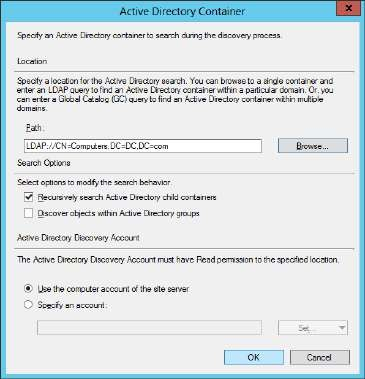 Active Directory Container
Specify an Active Directory container to search during the discovery process.
Location
Specify a location for the Active Directory search. You can browse to a single container and
enter an LDAP query to find an Active Directory container within a particular domain. Or, you
can enter a Global Catalog (GC) query to find an Active Directory container within multiple
domains.
Path:
LDAP://CN=Computers,DC=DC,DC=com
Browse...
Search Options
Select options to modify the search behavior.
Recursively search Active Directory child containers
Discover objects within Active Directory groups
Active Directory Discovery Account
The Active Directory Discovery Account must have Read permission to the specified location.
Use the computer account of the site server
Specify an account:
Set...
OK
Cancel